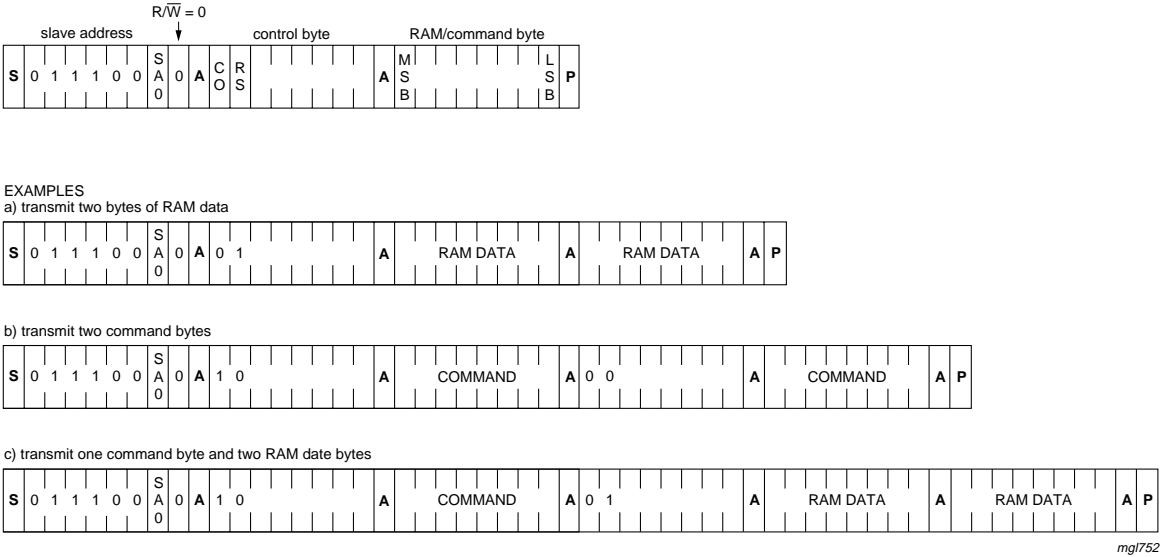 R/W = 0
slave address control byte RAM/command byte
S 0 1 1 1 0 0 SA0 0 A CO RS A MSB LSB P
EXAMPLES
a) transmit two bytes of RAM data
S 0 1 1 1 0 0 SA0 0 A 0 1 A RAM DATA A RAM DATA A P
b) transmit two command bytes
S 0 1 1 1 0 0 SA0 0 A 1 0 A COMMAND A 0 0 A COMMAND A P
c) transmit one command byte and two RAM date bytes
S 0 1 1 1 0 0 SA0 0 A 1 0 A COMMAND A 0 1 A RAM DATA A RAM DATA A P
mgl752